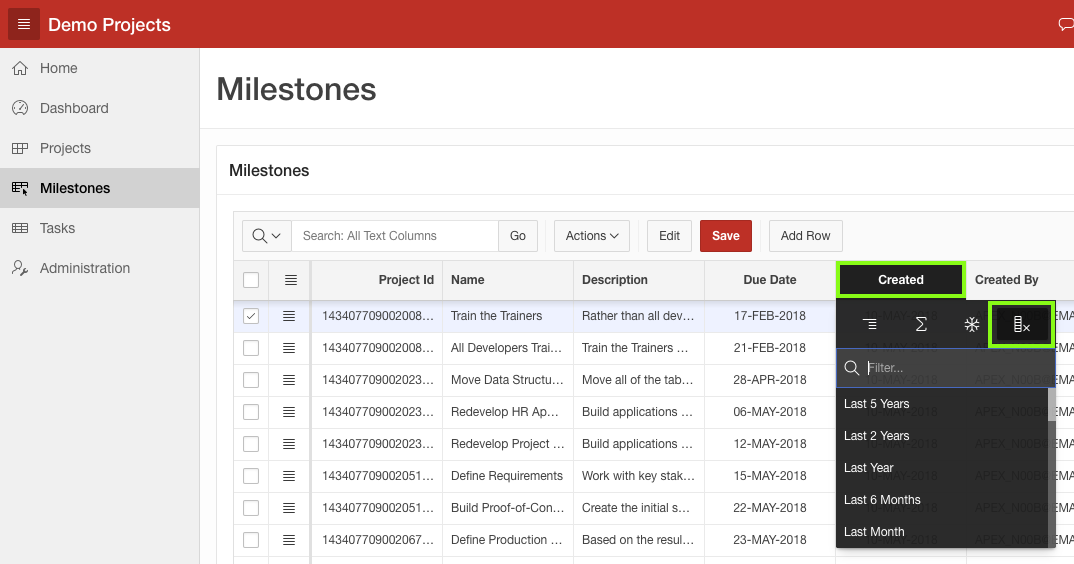 Demo Projects
Home
Dashboard
Projects
Milestones
Tasks
Administration
Milestones
Milestones
Search: All Text Columns Go Actions Edit Save Add Row
Project Id Name Description Due Date Created Created By
143407709002008... Train the Trainers Rather than all dev... 17-FEB-2018
143407709002008... All Developers Trai... Train the Trainers ... 21-FEB-2018
143407709002008... Move Data Structu... Move all of the tab... 28-APR-2018
143407709002023... Redevelop HR Ap... Build applications ... 06-MAY-2018
143407709002023... Redevelop Project ... Build applications ... 12-MAY-2018
143407709002051... Define Requirements Work with key stak... 15-MAY-2018
143407709002051... Build Proof-of-Con... Create the initial s... 22-MAY-2018
143407709002067... Define Production ... Based on the resul... 23-MAY-2018
Filter...
Last 5 Years
Last 2 Years
Last Year
Last 6 Months
Last Month